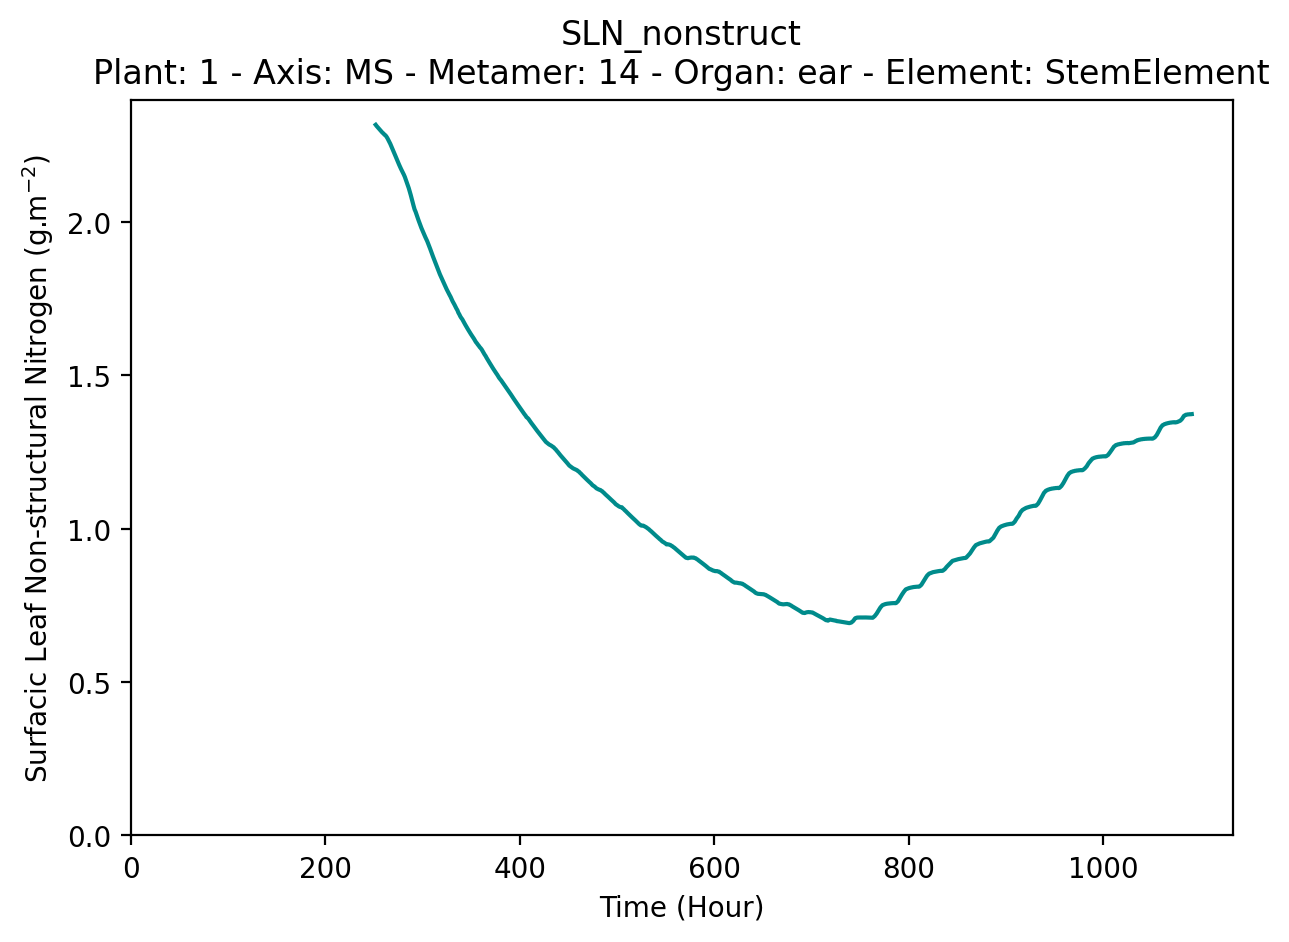 SLN_nonstruct
Plant: 1 - Axis: MS - Metamer: 14 - Organ: ear - Element: StemElement
Surfacic Leaf Non-structural Nitrogen (g.m⁻²)
2.0
1.5
1.0
0.5
0.0
0 200 400 600 800 1000
Time (Hour)